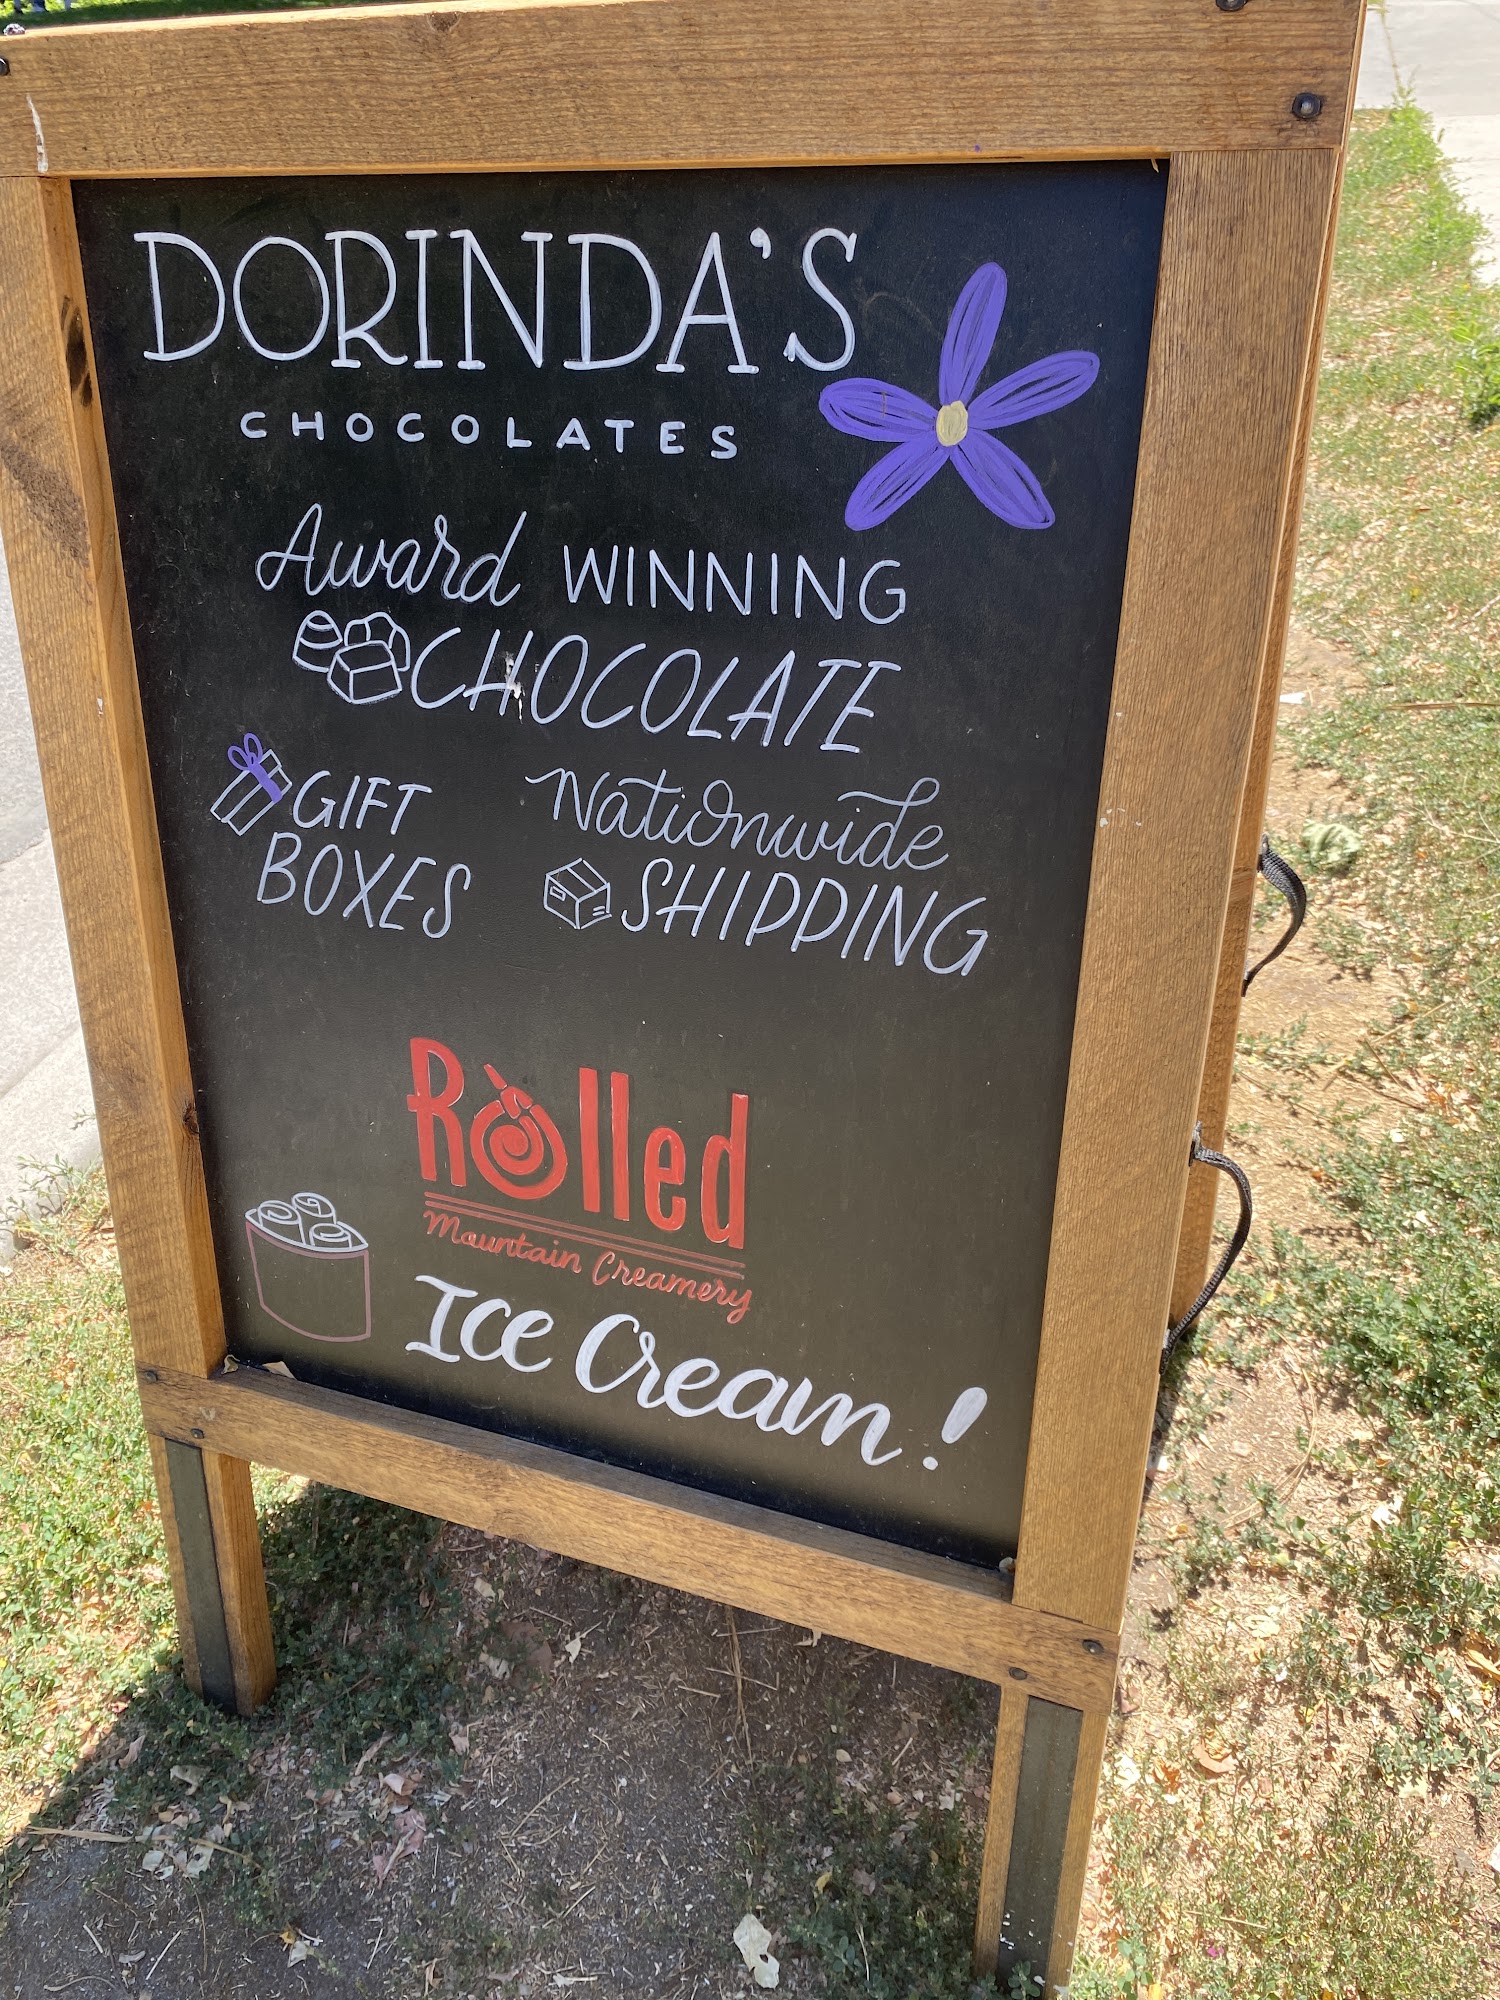 DORINDA'S
CHOCOLATES
Award WINNING
CHOCOLATE
GIFT
BOXES
Nationwide
SHIPPING
Rolled
Mountain Creamery
Ice Cream!